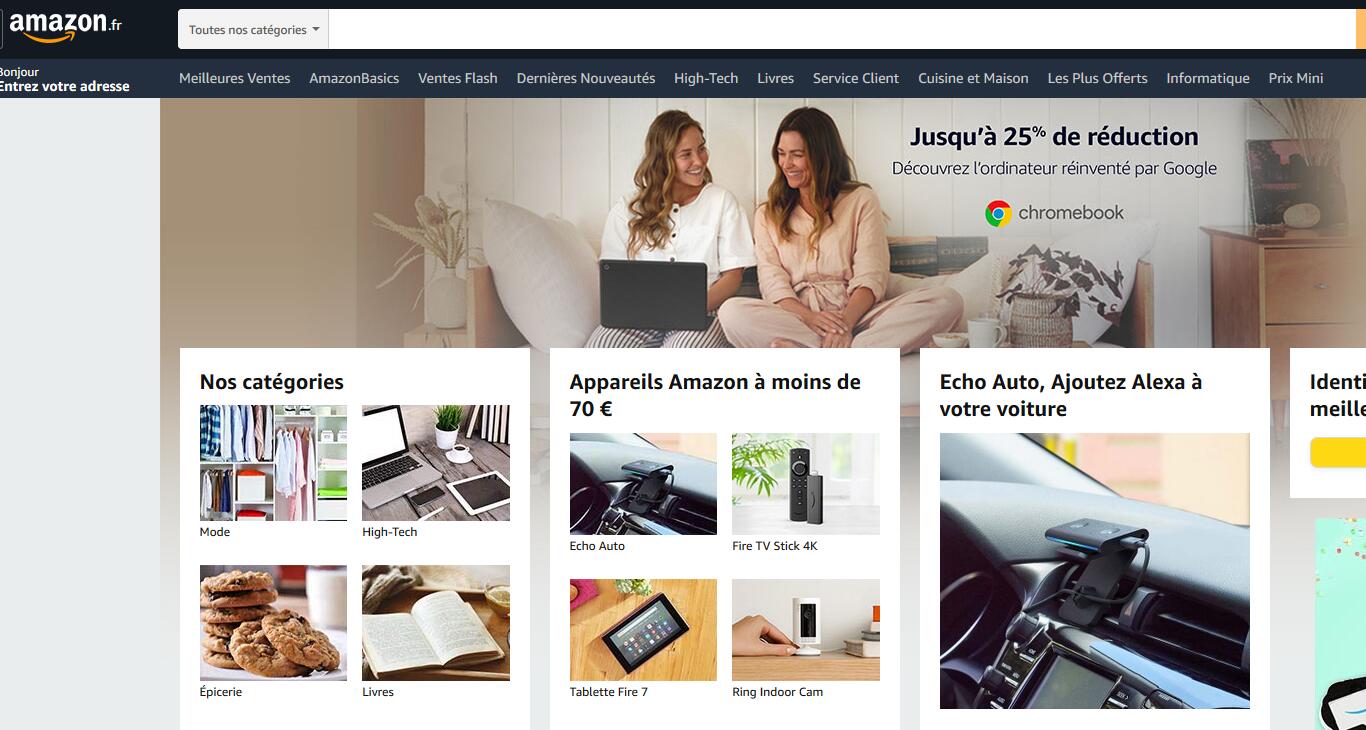 amazon.fr
Toutes nos catégories
Bonjour
Entrez votre adresse
Meilleures Ventes AmazonBasics Ventes Flash Dernières Nouveautés High-Tech Livres Service Client Cuisine et Maison Les Plus Offerts Informatique Prix Mini
Jusqu'à 25% de réduction
Découvrez l'ordinateur réinventé par Google
chromebook
Nos catégories
Mode
High-Tech
Épicerie
Livres
Appareils Amazon à moins de
70 €
Echo Auto
Fire TV Stick 4K
Tablette Fire 7
Ring Indoor Cam
Echo Auto, Ajoutez Alexa à
votre voiture
Identi
meille